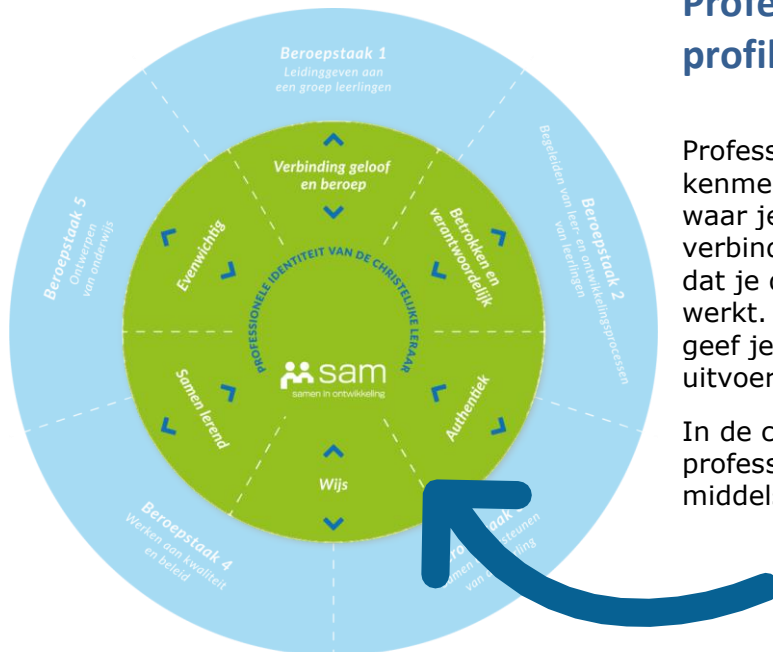 Beroepstaak 1
Leidinggeven aan
een groep leerlingen
Beroepstaak 2
Begeleiden van leer- en ontwikkelingsprocessen
van leerlingen
samen
van
Beroepstaak 4
Werken aan kwaliteit
en beleid
Beroepstaak 5
Ontwerpen
van onderwijs
Verbinding geloof
en beroep
Betrokken en
verantwoordelijk
Authentiek
Wijs
Samen lerend
Evenwichtig
PROFESSIONELE IDENTITEIT VAN DE CHRISTELIJKE LERAAR
sam
samen in ontwikkeling
Profe
profil
Profess
kenme
waar je
verbind
dat je
werkt.
geef je
uitvoer
In de c
profess
middel